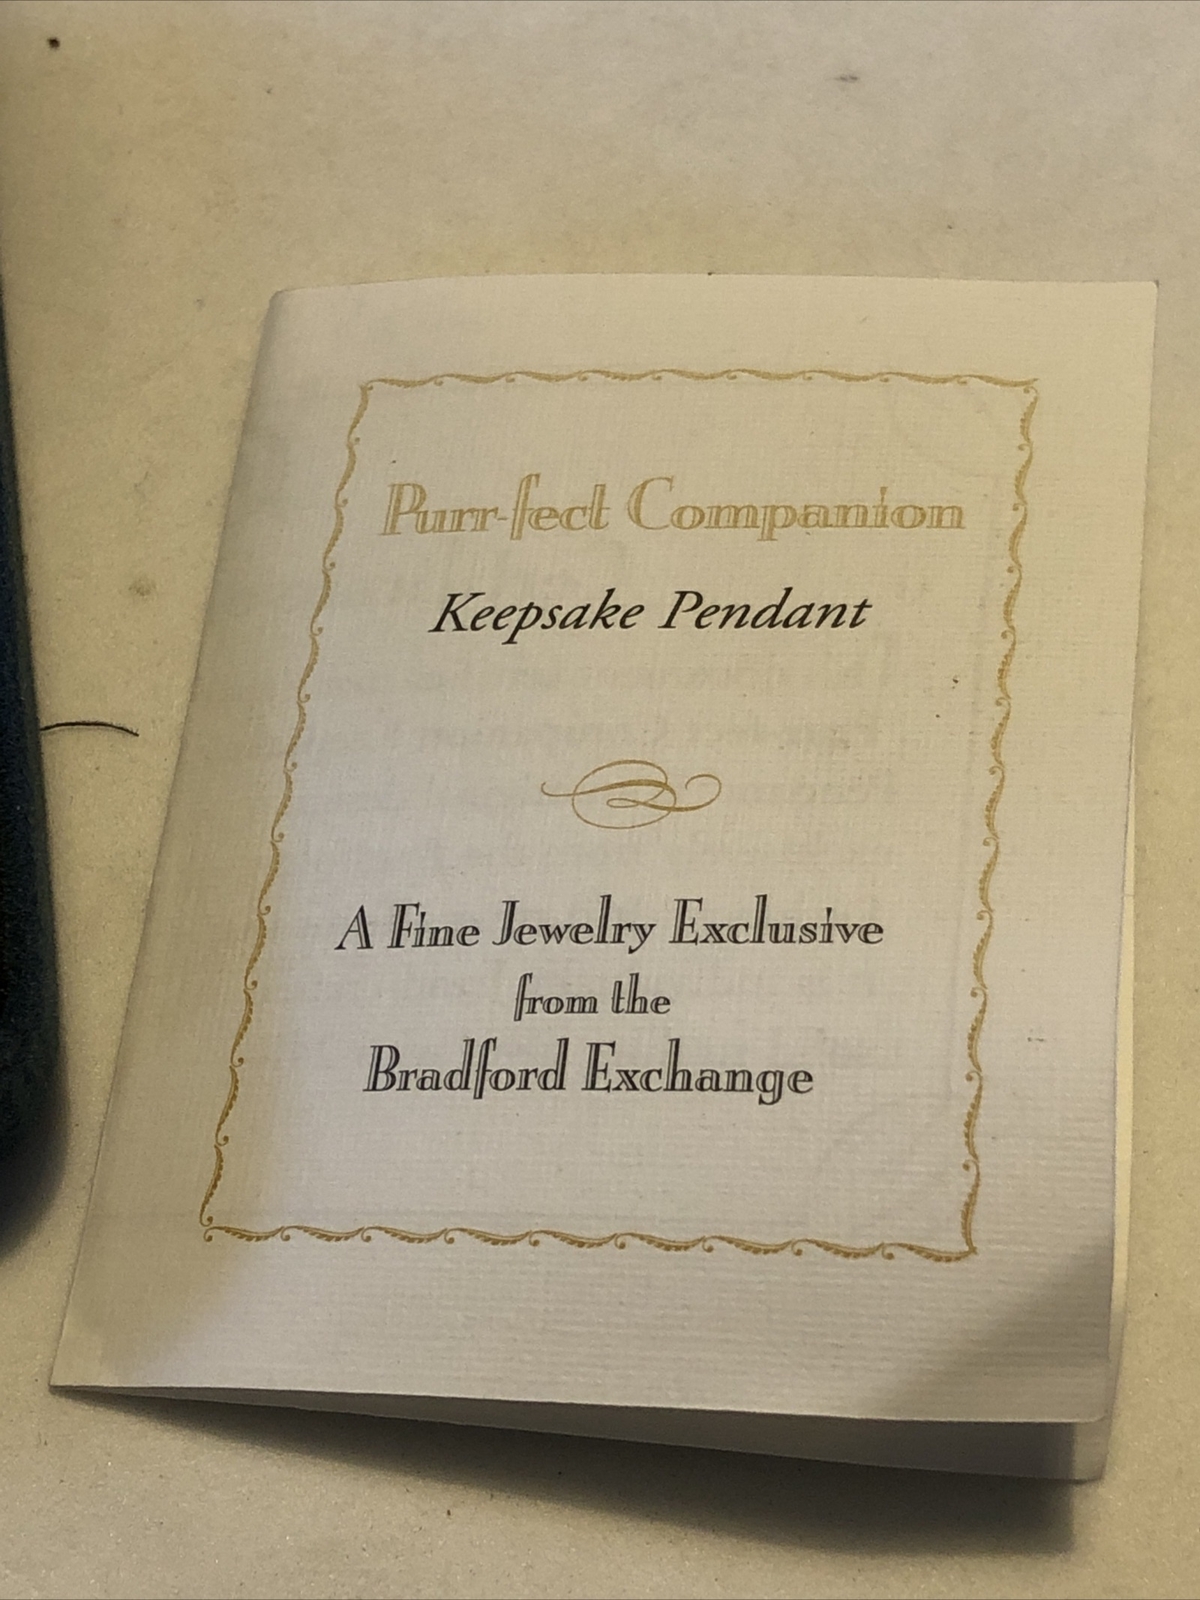 Purr-fect Companion
Keepsake Pendant
A Fine Jewelry Exclusive
from the
Bradford Exchange